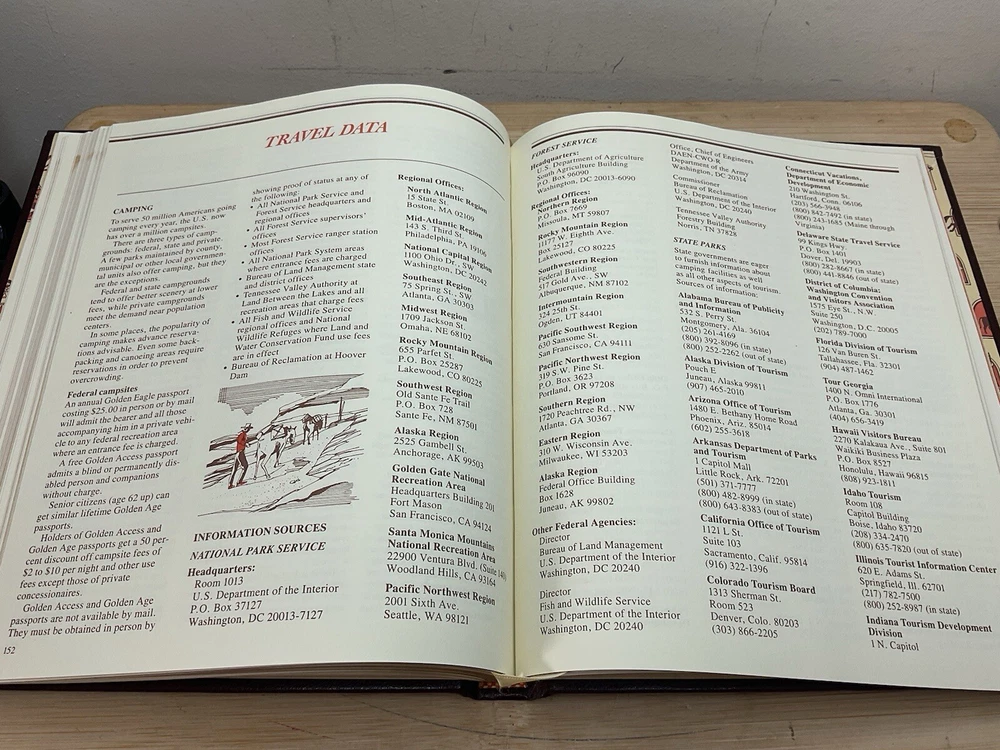 TRAVEL DATA
CAMPING
To serve 50 million Americans going
camping every year, the U.S. now
has over a million campsites.
There are three types of camp-
grounds: federal, state and private.
A few parks maintained by county,
municipal or other local governmen-
tal units also offer camping, but they
are the exceptions.
Federal and state campgrounds
tend to offer better scenery at lower
fees, while private campgrounds
meet the demand near population
centers.
In some places, the popularity of
camping makes advance reserva-
tions advisable. Even some back-
packing and canoeing areas require
reservations in order to prevent
overcrowding.
Federal campsites
An annual Golden Eagle passport
costing $25.00 in person or by mail
will admit the bearer and all those
accompanying him in a private vehi-
cle to any federal recreation area
where an entrance fee is charged.
A free Golden Access passport
admits a blind or permanently dis-
abled person and companions
without charge.
Senior citizens (age 62 up) can
get similar lifetime Golden Age
passports.
Holders of Golden Access and
Golden Age passports get a 50 per-
cent discount off campsite fees of
$2 to $10 per night and other use
fees except those of private
concessionaires.
Golden Access and Golden Age
passports are not available by mail.
They must be obtained in person by
152
showing proof of status at any of
the following:
• All National Park Service and
Forest Service headquarters and
regional offices
• All Forest Service supervisors'
offices
• Most Forest Service ranger station
offices
• All National Park System areas
where entrance fees are charged
• Bureau of Land Management state
and district offices
• Tennessee Valley Authority at
Land Between the Lakes and all
recreation areas that charge fees
• All Fish and Wildlife Service
regional offices and National
Wildlife Refuges where Land and
Water Conservation Fund use fees
are in effect
• Bureau of Reclamation at Hoover
Dam
INFORMATION SOURCES
NATIONAL PARK SERVICE
Headquarters:
Room 1013
U.S. Department of the Interior
P.O. Box 37127
Washington, DC 20013-7127
Regional Offices:
North Atlantic Region
15 State St.
Boston, MA 02109
Mid-Atlantic Region
143 S. Third St.
Philadelphia, PA 19106
National Capital Region
1100 Ohio Dr., SW
Washington, DC 20242
Southeast Region
75 Spring St., SW
Atlanta, GA 30303
Midwest Region
1709 Jackson St.
Omaha, NE 68102
Rocky Mountain Region
655 Parfet St.
P.O. Box 25287
Lakewood, CO 80225
Southwest Region
Old Sante Fe Trail
P.O. Box 728
Sante Fe, NM 87501
Alaska Region
2525 Gambell St.
Anchorage, AK 99503
Golden Gate National
Recreation Area
Headquarters Building 201
Fort Mason
San Francisco, CA 94124
Santa Monica Mountains
National Recreation Area
22900 Ventura Blvd. (Suite 140)
Woodland Hills, CA 93164
Pacific Northwest Region
2001 Sixth Ave.
Seattle, WA 98121
FOREST SERVICE
Headquarters:
U.S. Department of Agriculture
South Agriculture Building
P.O. Box 96090
Washington, DC 20013-6090
Regional Offices:
Northern Region
P.O. Box 7669
Missoula, MT 59807
Rocky Mountain Region
11177 W. Eighth Ave.
Box 25127
Lakewood, CO 80225
Southwestern Region
Federal Building
517 Gold Ave., SW
Albuquerque, NM 87102
Intermountain Region
324 25th St.
Ogden, UT 84401
Pacific Southwest Region
630 Sansome St.
San Francisco, CA 94111
Pacific Northwest Region
319 S.W. Pine St.
P.O. Box 3623
Portland, OR 97208
Southern Region
1720 Peachtree Rd., NW
Atlanta, GA 30367
Eastern Region
310 W. Wisconsin Ave.
Milwaukee, WI 53203
Alaska Region
Federal Office Building
Box 1628
Juneau, AK 99802
Other Federal Agencies:
Director
Bureau of Land Management
U.S. Department of the Interior
Washington, DC 20240
Director
Fish and Wildlife Service
U.S. Department of the Interior
Washington, DC 20240
Office, Chief of Engineers
DAEN-CWO-R
Department of the Army
Washington, DC 20314
Commissioner
Bureau of Reclamation
U.S. Department of the Interior
Washington, DC 20240
Tennessee Valley Authority
Forestry Building
Norris, TN 37828
STATE PARKS
State governments are eager
to furnish information about
camping facilities as well
as all other aspects of tourism.
Sources of information:
Alabama Bureau of Publicity
and Information
532 S. Perry St.
Montgomery, Ala. 36104
(205) 261-4169
(800) 392-8096 (in state)
(800) 252-2262 (out of state)
Alaska Division of Tourism
Pouch E
Juneau, Alaska 99811
(907) 465-2010
Arizona Office of Tourism
1480 E. Bethany Home Road
Phoenix, Ariz. 85014
(602) 255-3618
Arkansas Department of Parks
and Tourism
1 Capitol Mall
Little Rock, Ark. 72201
(501) 371-7777
(800) 482-8999 (in state)
(800) 643-8383 (out of state)
California Office of Tourism
1121 L St.
Suite 103
Sacramento, Calif. 95814
(916) 322-1396
Colorado Tourism Board
1313 Sherman St.
Room 523
Denver, Colo. 80203
(303) 866-2205
Connecticut Vacations,
Department of Economic
Development
210 Washington St.
Hartford, Conn. 06106
(203) 566-3948
(800) 842-7492 (in state)
(800) 243-1685 (Maine through
Virginia)
Delaware State Travel Service
99 Kings Hwy.
P.O. Box 1401
Dover, Del. 19903
(800) 282-8667 (in state)
(800) 441-8846 (out of state)
District of Columbia:
Washington Convention
and Visitors Association
1575 Eye St., N.W
Suite 250
Washington, D.C. 20005
(202) 789-7000
Florida Division of Tourism
126 Van Buren St.
Tallahassee, Fla. 32301
(904) 487-1462
Tour Georgia
1400 N. Omni International
P.O. Box 1776
Atlanta, Ga. 30301
(404) 656-3419
Hawaii Visitors Bureau
2270 Kalakaua Ave., Suite 801
Waikiki Business Plaza
P.O. Box 8527
Honolulu, Hawaii 96815
(808) 923-1811
Idaho Tourism
Room 108
Capitol Building
Boise, Idaho 83720
(208) 334-2470
(800) 635-7820 (out of state)
Illinois Tourist Information Center
620 E. Adams St.
Springfield, Ill. 62701
(217) 782-7500
(800) 252-8987 (in state)
Indiana Tourism Development
Division
1 N. Capitol